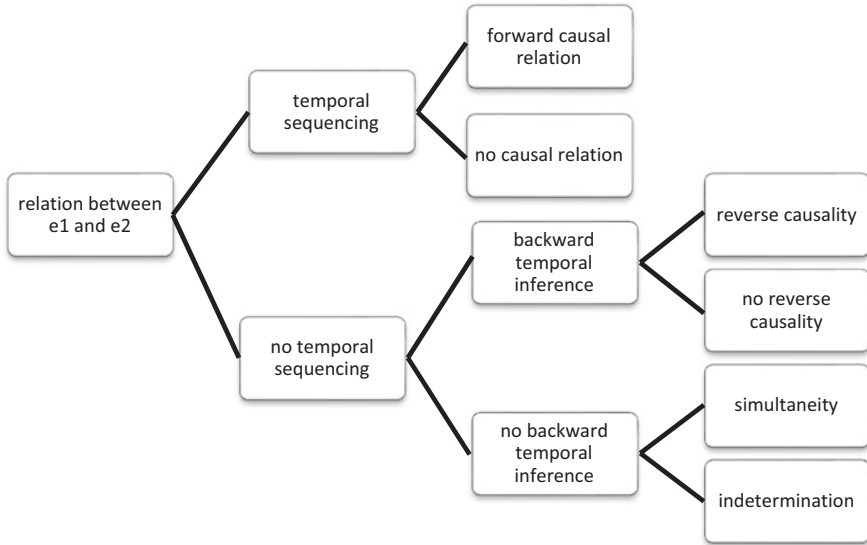 forward causal
relation
temporal
sequencing
no causal relation
relation between
e1 and e2
backward
temporal
inference
reverse causality
no reverse
causality
no temporal
sequencing
no backward
temporal
inference
simultaneity
indetermination